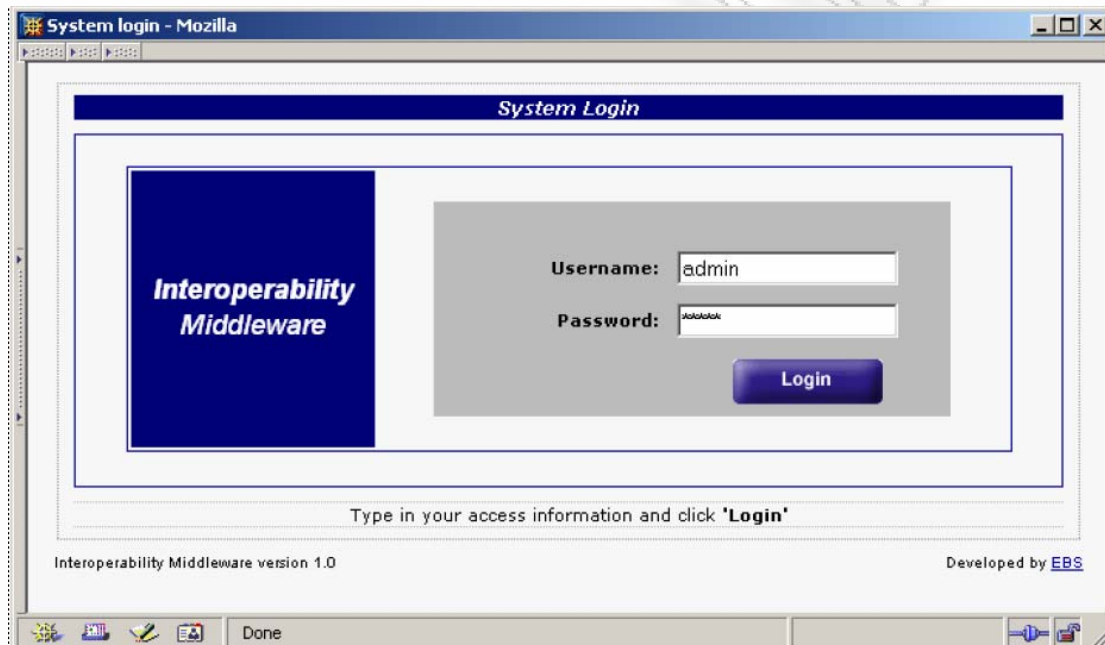 System login - Mozilla
System Login
Interoperability
Middleware
Username: admin
Password: ******
Login
Type in your access information and click 'Login'
Interoperability Middleware version 1.0
Developed by EBS
Done